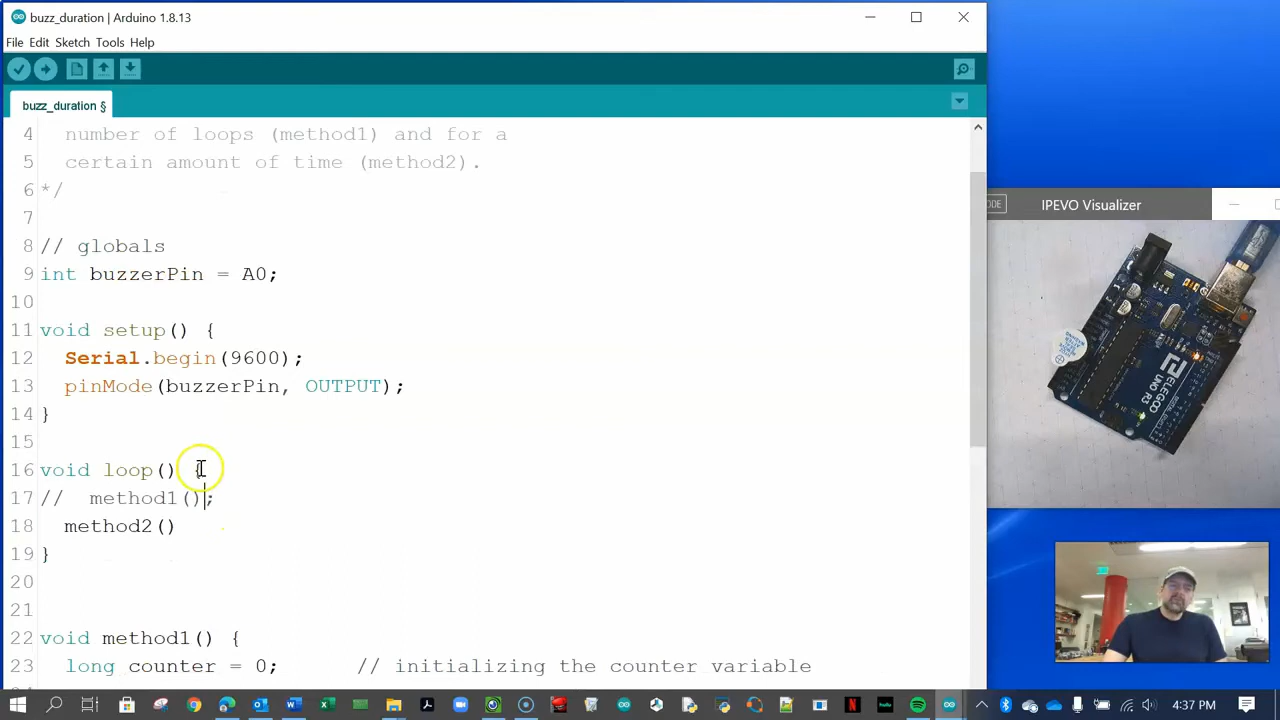 buzz_duration | Arduino 1.8.13
File Edit Sketch Tools Help
buzz_duration §
4 number of loops (method1) and for a
5 certain amount of time (method2).
6 */
7
8 // globals
9 int buzzerPin = A0;
10
11 void setup() {
12 Serial.begin(9600);
13 pinMode(buzzerPin, OUTPUT);
14 }
15
16 void loop() {
17 // method1();
18 method2()
19 }
20
21
22 void method1() {
23 long counter = 0; // initializing the counter variable
IPEVO Visualizer
ELEGOO
UNO R3
4:37 PM